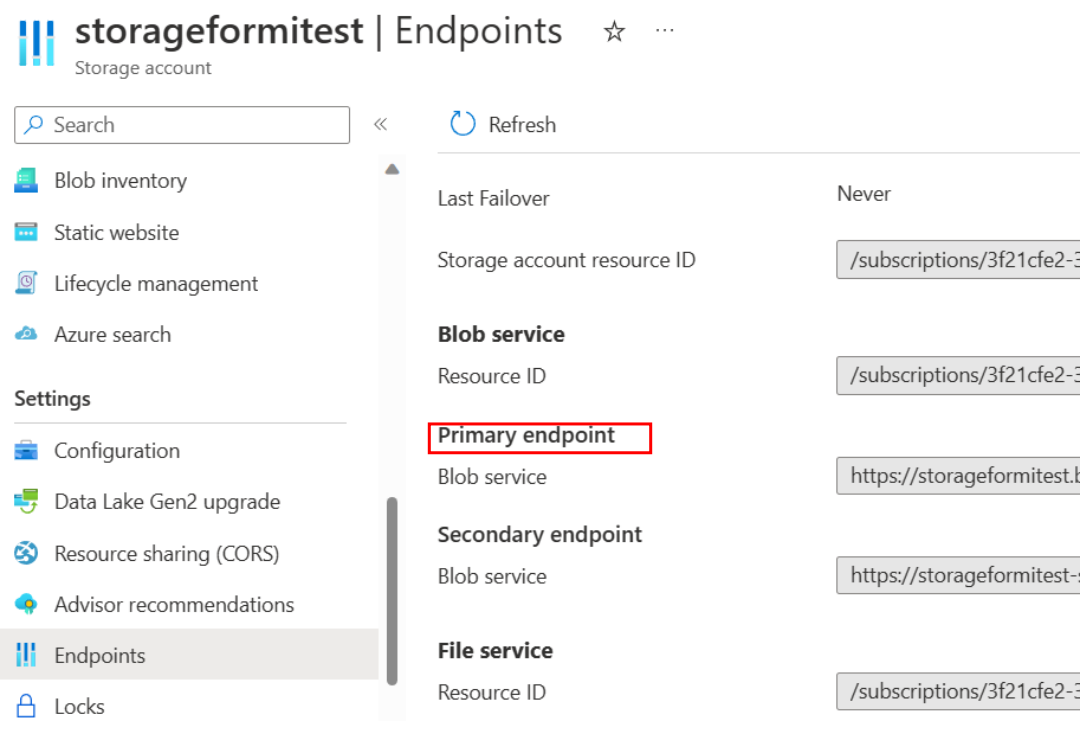 storageformitest | Endpoints
Storage account
Search
Refresh
Blob inventory
Static website
Lifecycle management
Azure search
Settings
Configuration
Data Lake Gen2 upgrade
Resource sharing (CORS)
Advisor recommendations
Endpoints
Locks
Last Failover Never
Storage account resource ID /subscriptions/3f21cfe2-3
Blob service
Resource ID /subscriptions/3f21cfe2-3
Primary endpoint
Blob service https://storageformitest.b
Secondary endpoint
Blob service https://storageformitest-s
File service
Resource ID /subscriptions/3f21cfe2-3